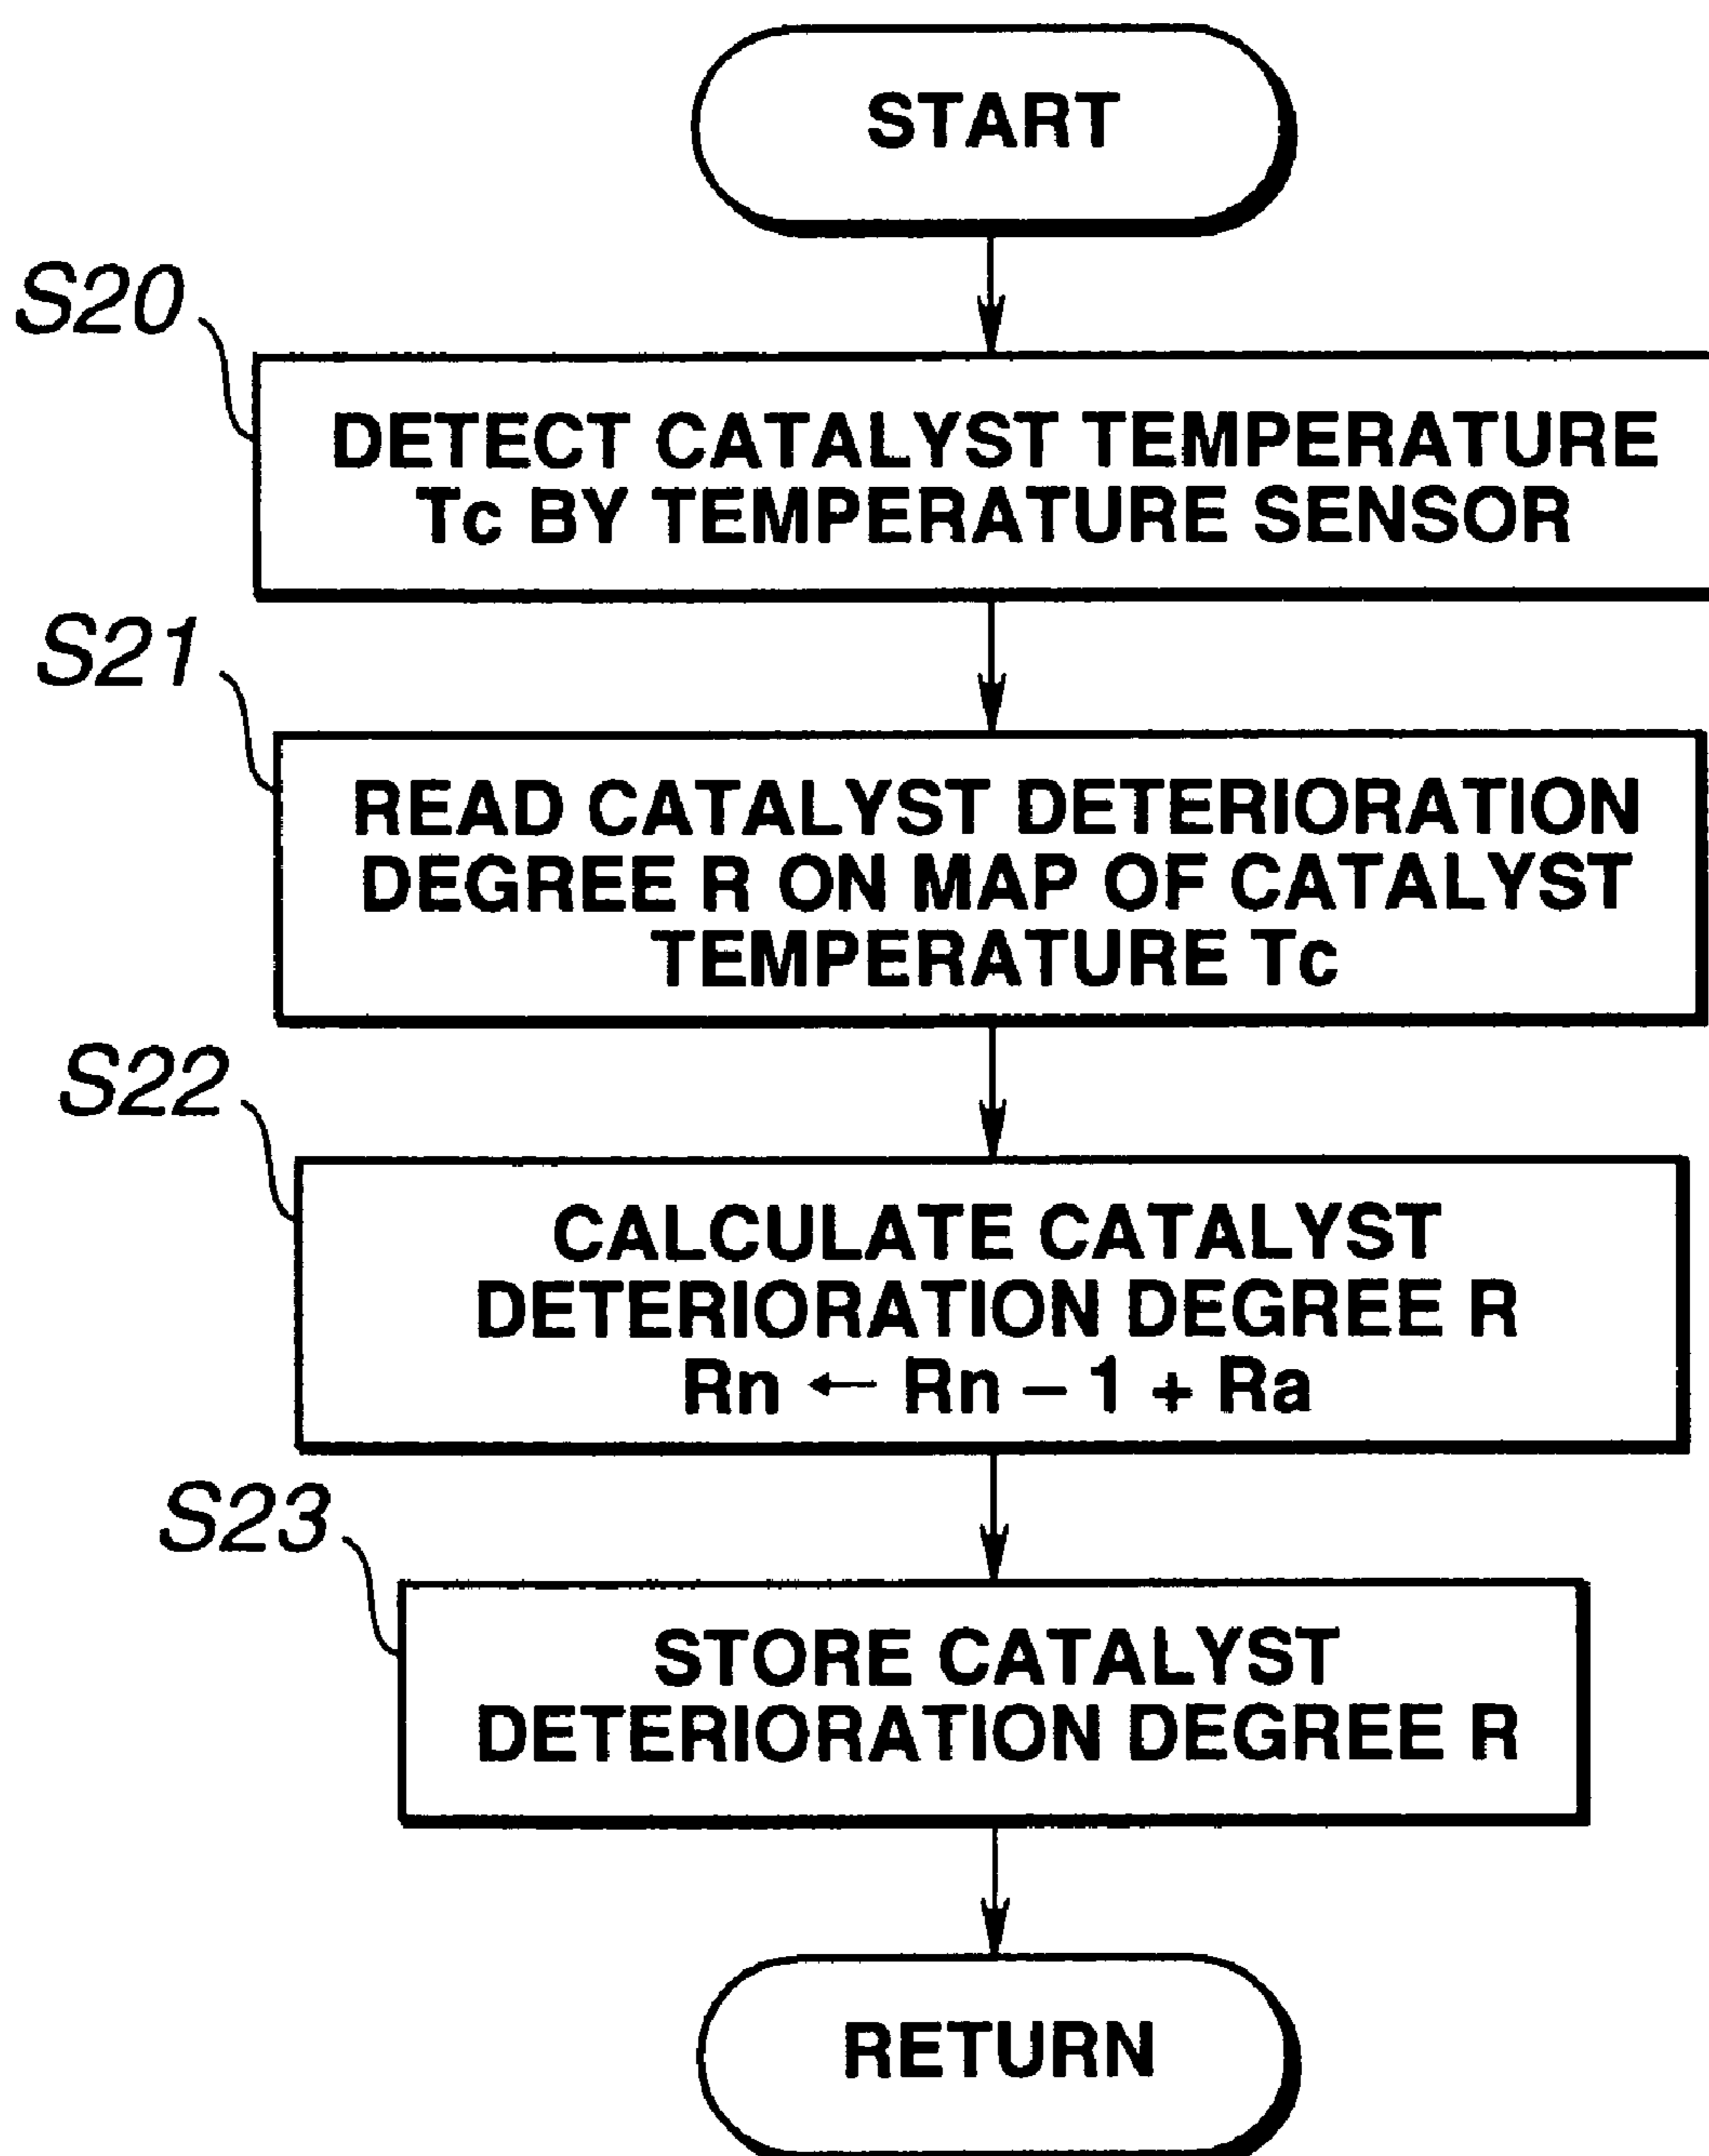 START
S20
DETECT CATALYST TEMPERATURE
Tc BY TEMPERATURE SENSOR
S21
READ CATALYST DETERIORATION
DEGREE R ON MAP OF CATALYST
TEMPERATURE Tc
S22
CALCULATE CATALYST
DETERIORATION DEGREE R
Rn ← Rn – 1 + Ra
S23
STORE CATALYST
DETERIORATION DEGREE R
RETURN